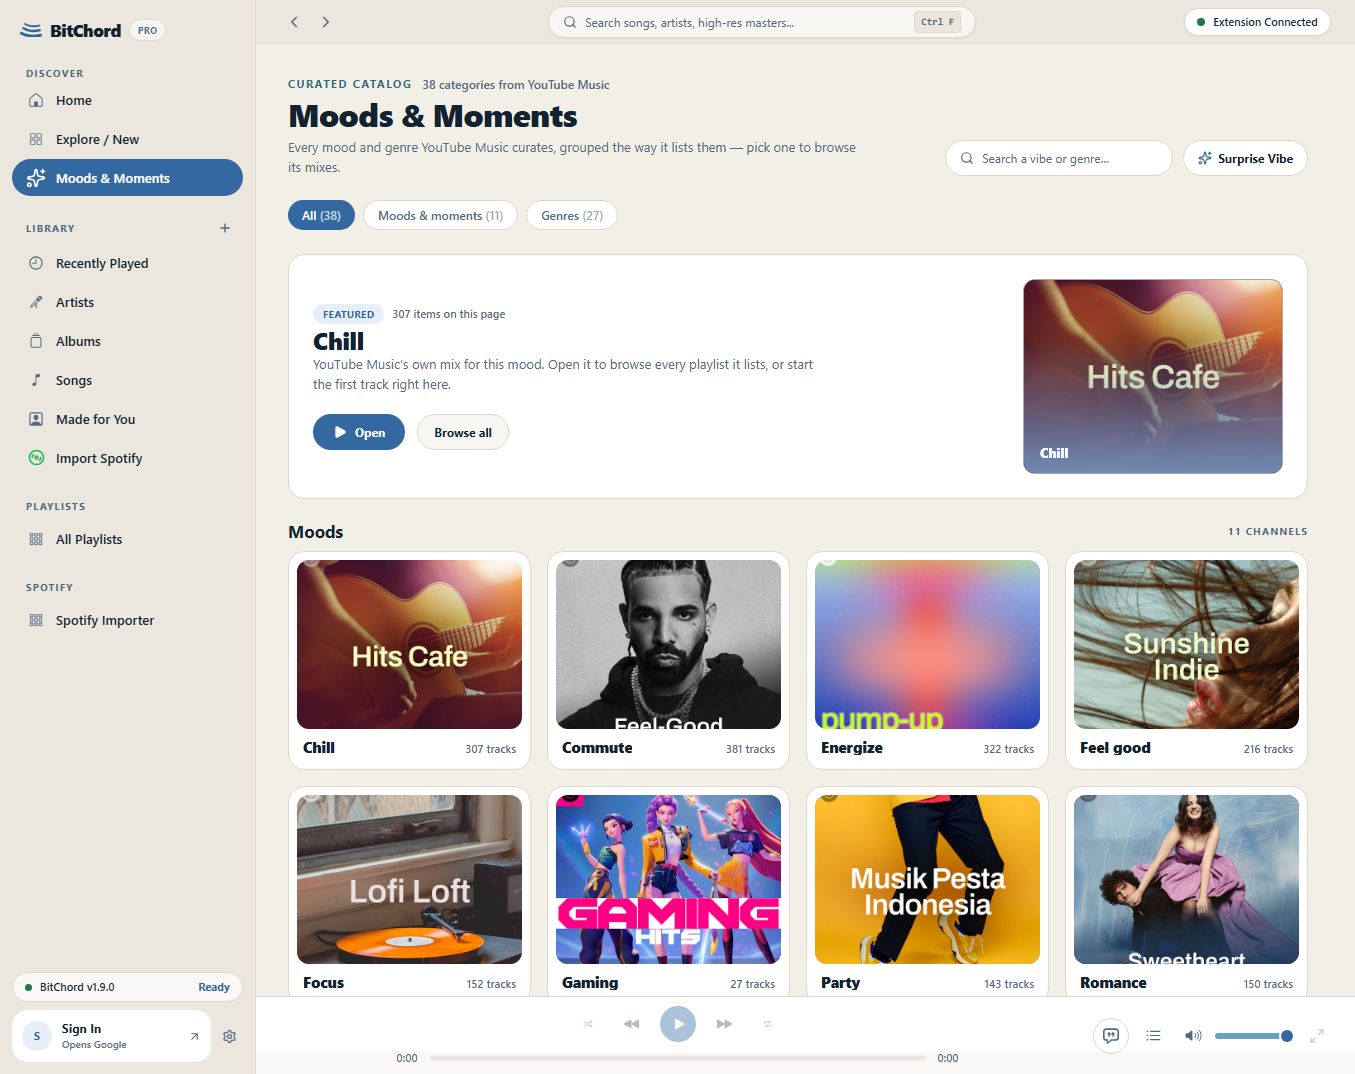 BitChord PRO
DISCOVER
Home
Explore / New
Moods & Moments
LIBRARY
Recently Played
Artists
Albums
Songs
Made for You
Import Spotify
PLAYLISTS
All Playlists
SPOTIFY
Spotify Importer
BitChord v1.9.0 Ready
S
Sign In
Opens Google
Search songs, artists, high-res masters... Ctrl F
Extension Connected
CURATED CATALOG 38 categories from YouTube Music
Moods & Moments
Every mood and genre YouTube Music curates, grouped the way it lists them — pick one to browse
its mixes.
Search a vibe or genre...
Surprise Vibe
All (38)
Moods & moments (11)
Genres (27)
FEATURED 307 items on this page
Chill
YouTube Music's own mix for this mood. Open it to browse every playlist it lists, or start
the first track right here.
Open
Browse all
Hits Cafe
Chill
Moods
11 CHANNELS
Hits Cafe
Chill 307 tracks
Feel-Good
Commute 381 tracks
pump-up
Energize 322 tracks
Sunshine
Indie
Feel good 216 tracks
Lofi Loft
Focus 152 tracks
GAMING
HITS
Gaming 27 tracks
Musik Pesta
Indonesia
Party 143 tracks
Sweetheart
Romance 150 tracks
0:00
0:00